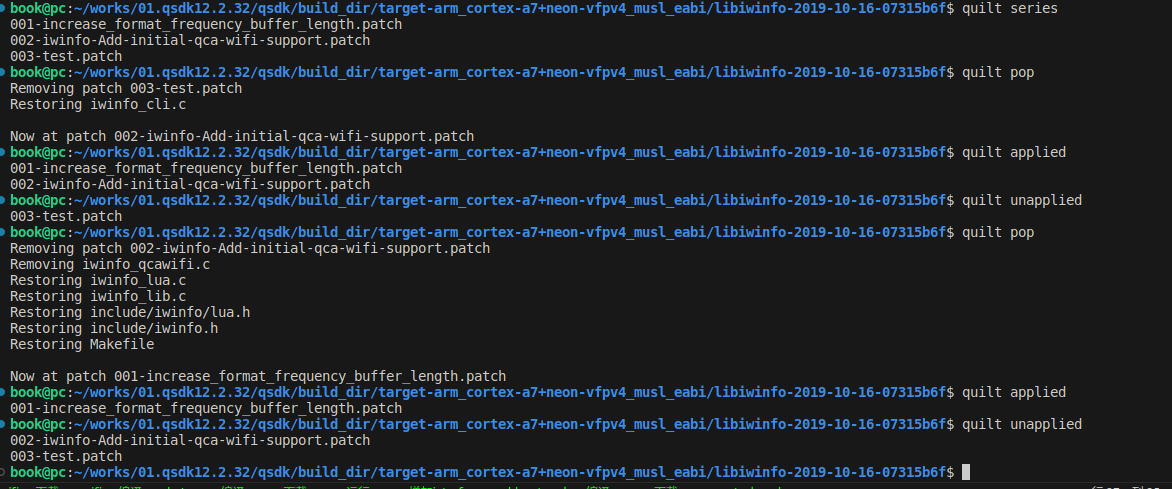 book@pc:~/works/01.qsdk12.2.32/qsdk/build_dir/target-arm_cortex-a7+neon-vfpv4_musl_eabi/libiwinfo-2019-10-16-07315b6f$ quilt series
001-increase_format_frequency_buffer_length.patch
002-iwinfo-Add-initial-qca-wifi-support.patch
003-test.patch
book@pc:~/works/01.qsdk12.2.32/qsdk/build_dir/target-arm_cortex-a7+neon-vfpv4_musl_eabi/libiwinfo-2019-10-16-07315b6f$ quilt pop
Removing patch 003-test.patch
Restoring iwinfo_cli.c
Now at patch 002-iwinfo-Add-initial-qca-wifi-support.patch
book@pc:~/works/01.qsdk12.2.32/qsdk/build_dir/target-arm_cortex-a7+neon-vfpv4_musl_eabi/libiwinfo-2019-10-16-07315b6f$ quilt applied
001-increase_format_frequency_buffer_length.patch
002-iwinfo-Add-initial-qca-wifi-support.patch
book@pc:~/works/01.qsdk12.2.32/qsdk/build_dir/target-arm_cortex-a7+neon-vfpv4_musl_eabi/libiwinfo-2019-10-16-07315b6f$ quilt unapplied
003-test.patch
book@pc:~/works/01.qsdk12.2.32/qsdk/build_dir/target-arm_cortex-a7+neon-vfpv4_musl_eabi/libiwinfo-2019-10-16-07315b6f$ quilt pop
Removing patch 002-iwinfo-Add-initial-qca-wifi-support.patch
Removing iwinfo_qcawifi.c
Restoring iwinfo_lua.c
Restoring iwinfo_lib.c
Restoring include/iwinfo/lua.h
Restoring include/iwinfo.h
Restoring Makefile
Now at patch 001-increase_format_frequency_buffer_length.patch
book@pc:~/works/01.qsdk12.2.32/qsdk/build_dir/target-arm_cortex-a7+neon-vfpv4_musl_eabi/libiwinfo-2019-10-16-07315b6f$ quilt applied
001-increase_format_frequency_buffer_length.patch
book@pc:~/works/01.qsdk12.2.32/qsdk/build_dir/target-arm_cortex-a7+neon-vfpv4_musl_eabi/libiwinfo-2019-10-16-07315b6f$ quilt unapplied
002-iwinfo-Add-initial-qca-wifi-support.patch
003-test.patch
book@pc:~/works/01.qsdk12.2.32/qsdk/build_dir/target-arm_cortex-a7+neon-vfpv4_musl_eabi/libiwinfo-2019-10-16-07315b6f$